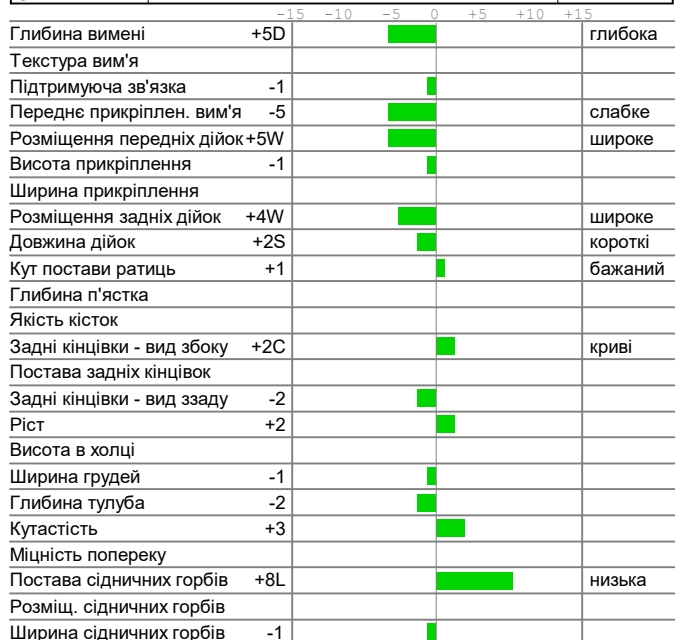 -15 -10 -5 0 +5 +10 +15
Глибина вимені +5D глибока
Текстура вим'я
Підтримуюча зв'язка -1
Переднє прикріплен. вим'я -5 слабке
Розміщення передніх дійок +5W широке
Висота прикріплення -1
Ширина прикріплення
Розміщення задніх дійок +4W широке
Довжина дійок +2S короткі
Кут постави ратиць +1 бажаний
Глибина п'ястка
Якість кісток
Задні кінцівки - вид збоку +2C криві
Постава задніх кінцівок
Задні кінцівки - вид ззаду -2
Ріст +2
Висота в холці
Ширина грудей -1
Глибина тулуба -2
Кутастість +3
Міцність попереку
Постава сідничних горбів +8L низька
Розміщ. сідничних горбів
Ширина сідничних горбів -1